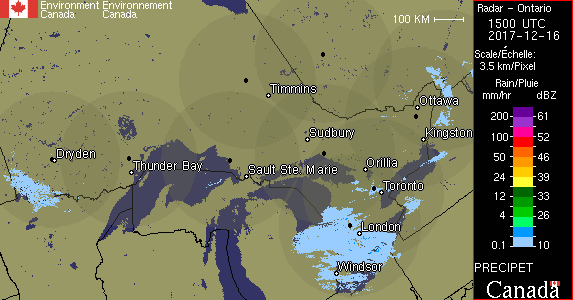 Environment Environnement
Canada Canada
100 KM
Timmins
Ottawa
Sudbury
Kingston
Dryden
Thunder Bay
Sault Ste. Marie
Orillia
Toronto
London
Windsor
Radar - Ontario
1500 UTC
2017-12-16
Scale/Échelle:
3.5 km/Pixel
Rain/Pluie
mm/hr dBZ
200 61
100 52
50 46
24 39
12 33
4 26
0.1 10
PRECIPET
Canada